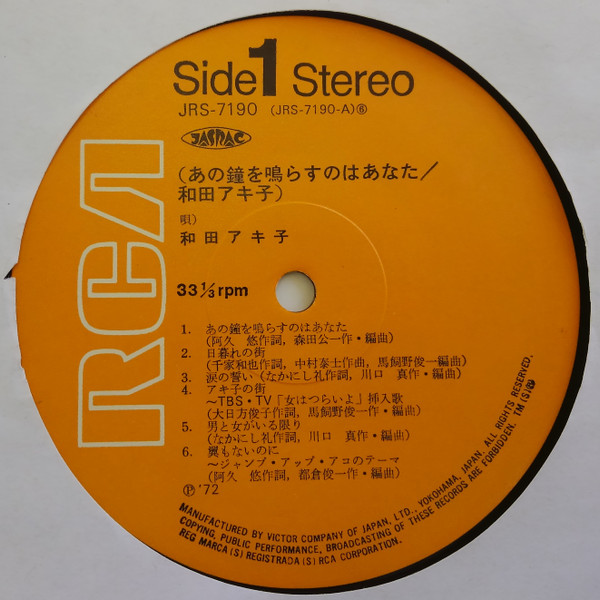 Side 1 Stereo
JRS-7190 (JRS-7190-A)⑥
JASRAC
(あの鐘を鳴らすのはあなた/
和田アキ子)
唄)
和田アキ子
33 1/3 rpm
RCA
1. あの鐘を鳴らすのはあなた
(阿久 悠作詞, 森田公一作・編曲)
2. 日暮れの街
(千家和也作詞, 中村泰士作曲, 馬飼野俊一編曲)
3. 涙の誓い(なかにし礼作詞, 川口 真作・編曲)
4. アキ子の街
〜TBS・TV「女はつらいよ」挿入歌
(大日方俊子作詞, 馬飼野俊一作・編曲)
5. 男と女がいる限り
(なかにし礼作詞, 川口 真作・編曲)
6. 翼もないのに
〜ジャンプ・アップ・アコのテーマ
(阿久 悠作詞, 都倉俊一作・編曲)
Ⓟ'72
MANUFACTURED BY VICTOR COMPANY OF JAPAN, LTD., YOKOHAMA, JAPAN. ALL RIGHTS RESERVED.
COPYING, PUBLIC PERFORMANCE, BROADCASTING OF THESE RECORDS ARE FORBIDDEN. TM(S)®
REG MARCA(S) REGISTRADA(S) RCA CORPORATION.